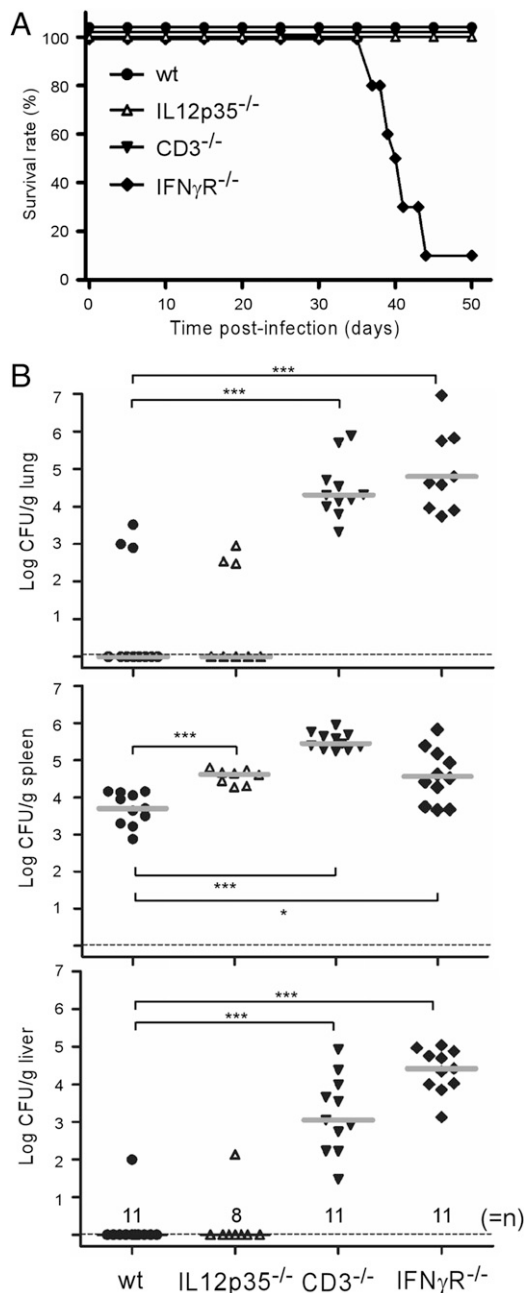 A
Survival rate (%)
100
80
60
40
20
0
wt
IL12p35-/-
CD3-/-
IFNγR-/-
0 10 20 30 40 50
Time post-infection (days)
B
Log CFU/g lung
7
6
5
4
3
2
1
***
***
Log CFU/g spleen
7
6
5
4
3
2
1
***
***
*
Log CFU/g liver
7
6
5
4
3
2
1
***
***
11 8 11 11 (=n)
wt IL12p35-/- CD3-/- IFNγR-/-